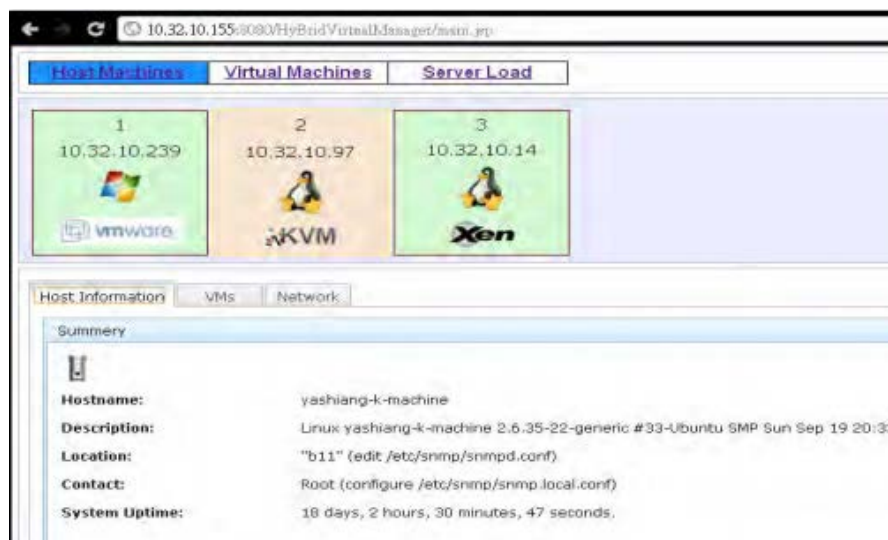 10.32.10.155:8080/HyBridVirtualManager/main.jsp
Host Machines Virtual Machines Server Load
1 2 3
10.32.10.239 10.32.10.97 10.32.10.14
vmware KVM Xen
Host Information VMs Network
Summery
Hostname: yashiang-k-machine
Description: Linux yashiang-k-machine 2.6.35-22-generic #33-Ubuntu SMP Sun Sep 19 20:3
Location: "b11" (edit /etc/snmp/snmpd.conf)
Contact: Root (configure /etc/snmp/snmp.local.conf)
System Uptime: 18 days, 2 hours, 30 minutes, 47 seconds.